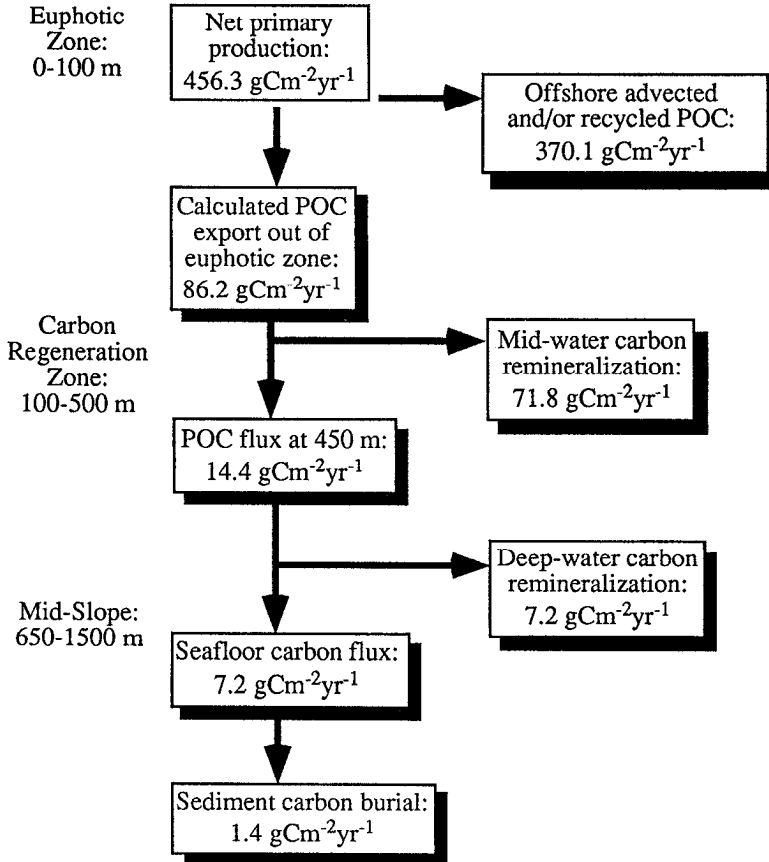 Euphotic
Zone:
0-100 m
Net primary
production:
456.3 gCm⁻²yr⁻¹
Offshore advected
and/or recycled POC:
370.1 gCm⁻²yr⁻¹
Calculated POC
export out of
euphotic zone:
86.2 gCm⁻²yr⁻¹
Carbon
Regeneration
Zone:
100-500 m
Mid-water carbon
remineralization:
71.8 gCm⁻²yr⁻¹
POC flux at 450 m:
14.4 gCm⁻²yr⁻¹
Deep-water carbon
remineralization:
7.2 gCm⁻²yr⁻¹
Mid-Slope:
650-1500 m
Seafloor carbon flux:
7.2 gCm⁻²yr⁻¹
Sediment carbon burial:
1.4 gCm⁻²yr⁻¹